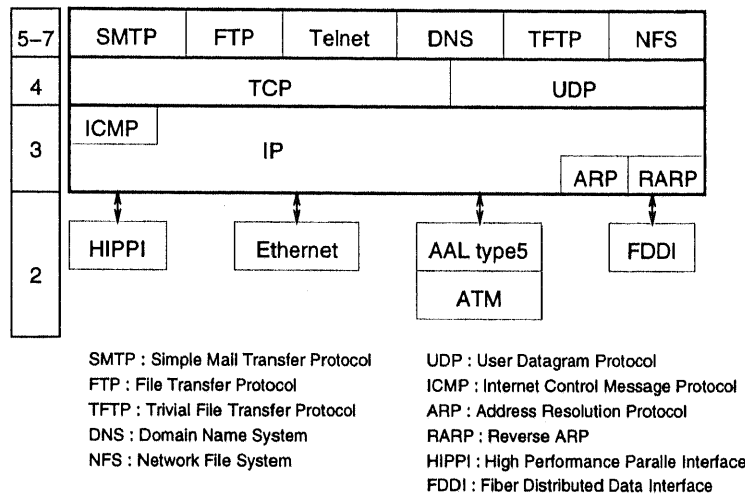 5–7 SMTP FTP Telnet DNS TFTP NFS
4 TCP UDP
ICMP
3 IP
ARP RARP
HIPPI Ethernet AAL type5 FDDI
2
ATM
SMTP : Simple Mail Transfer Protocol
FTP : File Transfer Protocol
TFTP : Trivial File Transfer Protocol
DNS : Domain Name System
NFS : Network File System
UDP : User Datagram Protocol
ICMP : Internet Control Message Protocol
ARP : Address Resolution Protocol
RARP : Reverse ARP
HIPPI : High Performance Paralle Interface
FDDI : Fiber Distributed Data Interface